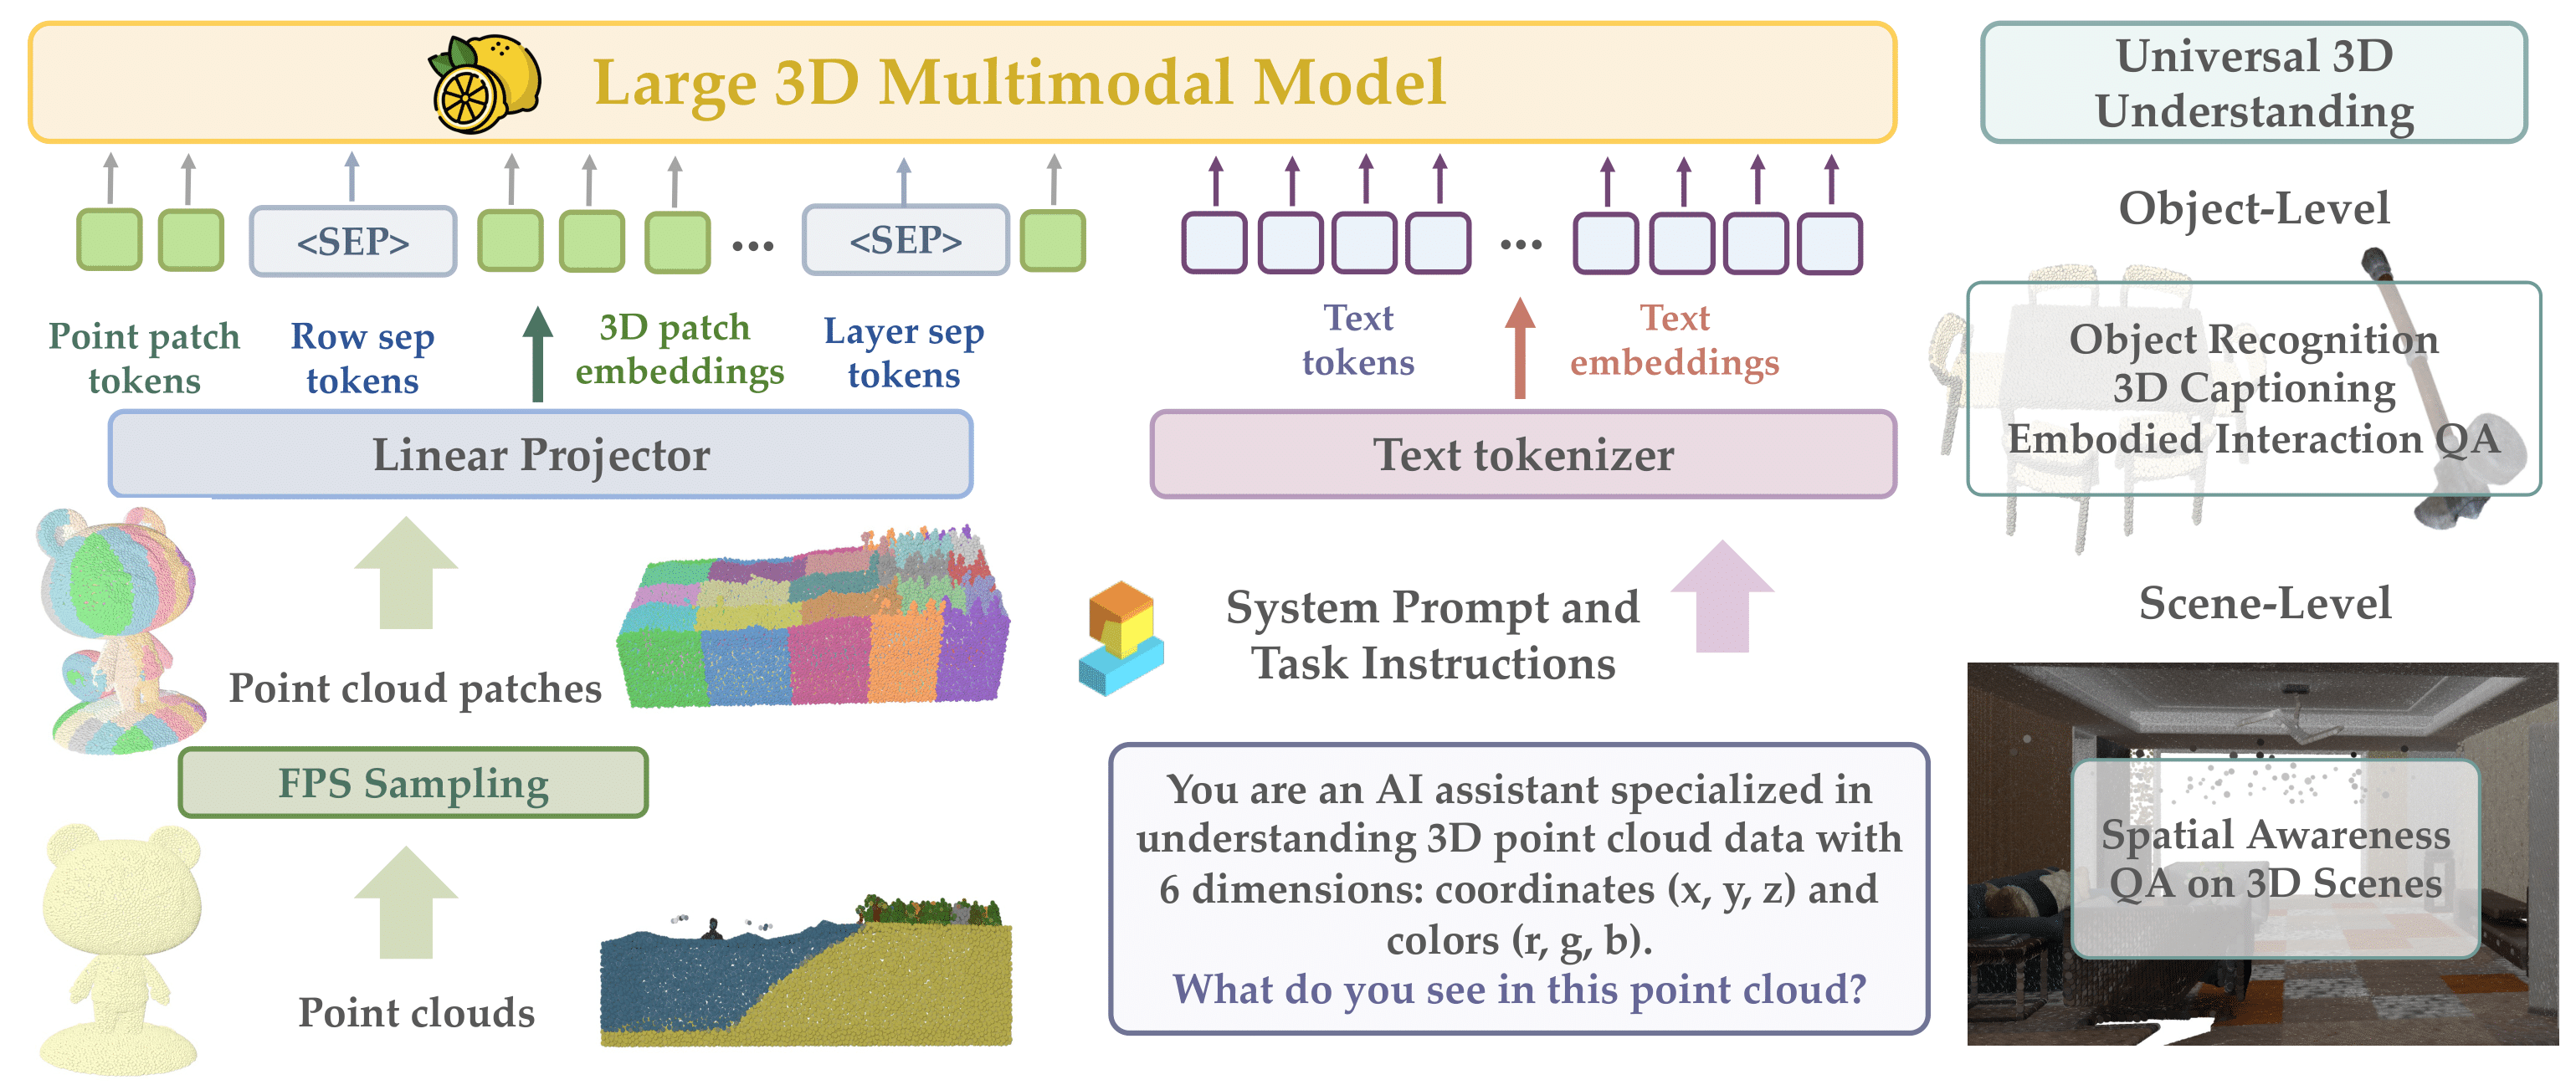 Large 3D Multimodal Model
<SEP>
...
<SEP>
...
Point patch
tokens
Row sep
tokens
3D patch
embeddings
Layer sep
tokens
Text
tokens
Text
embeddings
Linear Projector
Text tokenizer
Point cloud patches
System Prompt and
Task Instructions
FPS Sampling
Point clouds
You are an AI assistant specialized in
understanding 3D point cloud data with
6 dimensions: coordinates (x, y, z) and
colors (r, g, b).
What do you see in this point cloud?
Universal 3D
Understanding
Object-Level
Object Recognition
3D Captioning
Embodied Interaction QA
Scene-Level
Spatial Awareness
QA on 3D Scenes